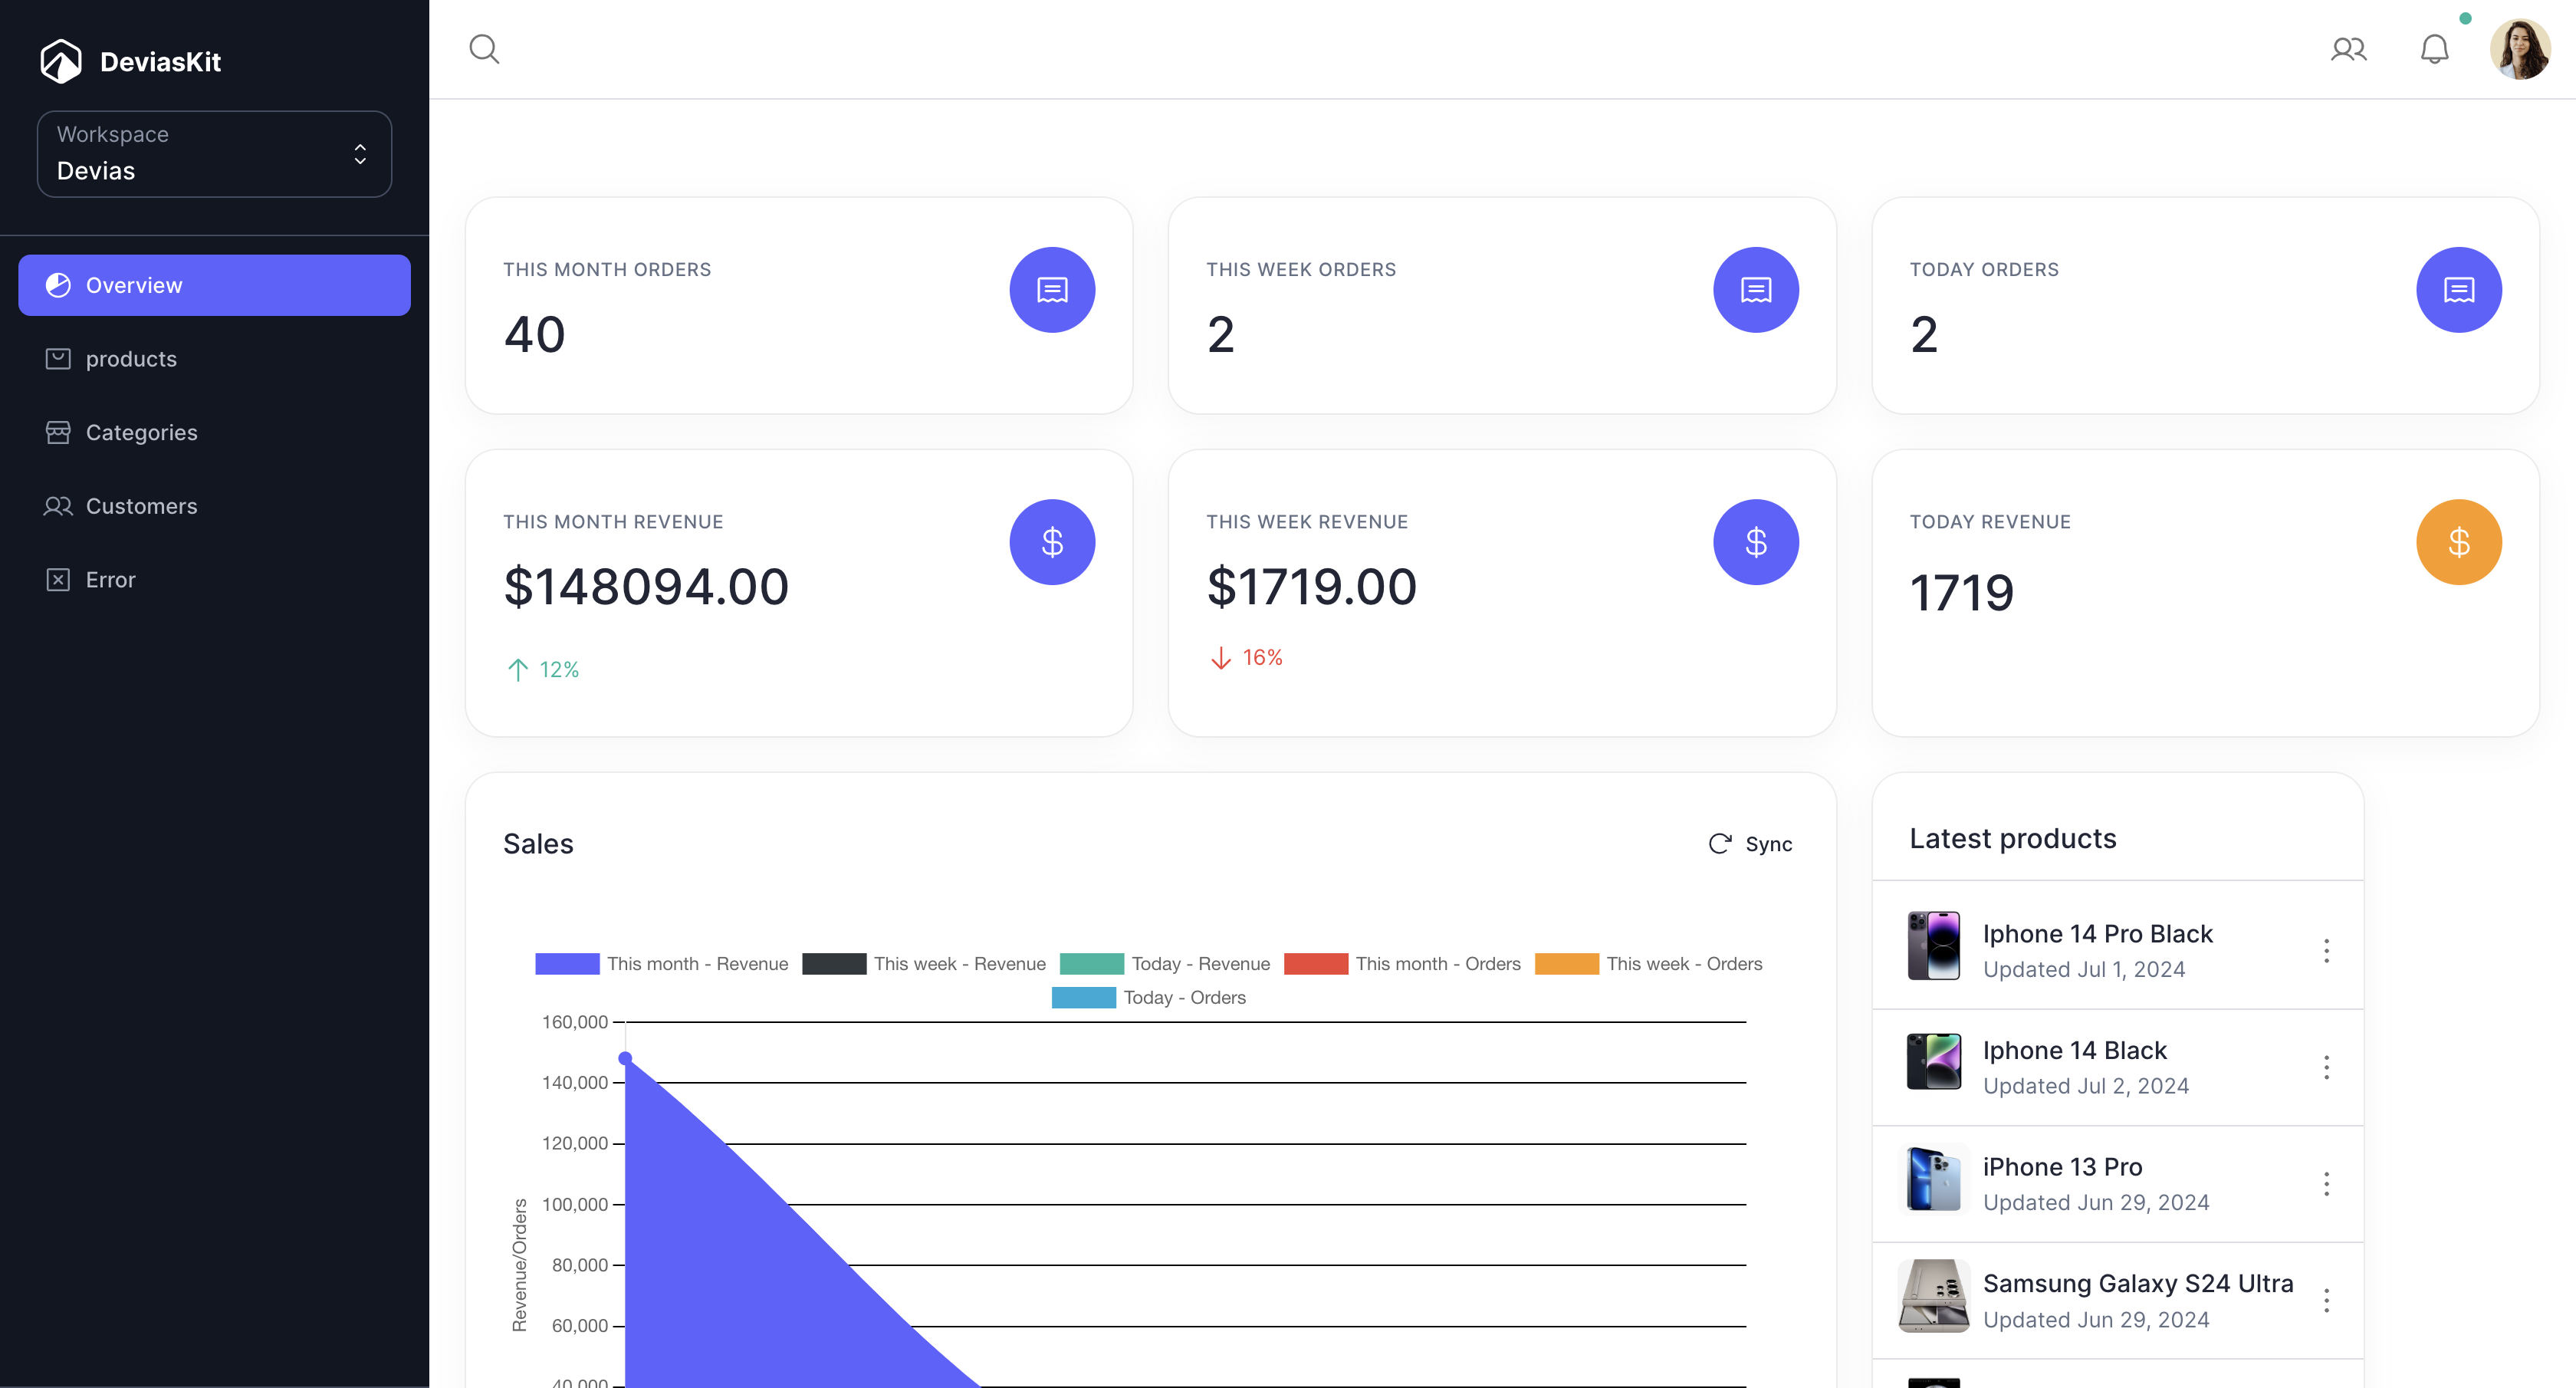 DeviasKit
Workspace
Devias
Overview
products
Categories
Customers
Error
THIS MONTH ORDERS
40
THIS WEEK ORDERS
2
TODAY ORDERS
2
THIS MONTH REVENUE
$148094.00
12%
THIS WEEK REVENUE
$1719.00
16%
TODAY REVENUE
1719
Sales
Sync
This month - Revenue
This week - Revenue
Today - Revenue
This month - Orders
This week - Orders
Today - Orders
160,000
140,000
120,000
100,000
80,000
60,000
40,000
Revenue/Orders
Latest products
Iphone 14 Pro Black
Updated Jul 1, 2024
Iphone 14 Black
Updated Jul 2, 2024
iPhone 13 Pro
Updated Jun 29, 2024
Samsung Galaxy S24 Ultra
Updated Jun 29, 2024